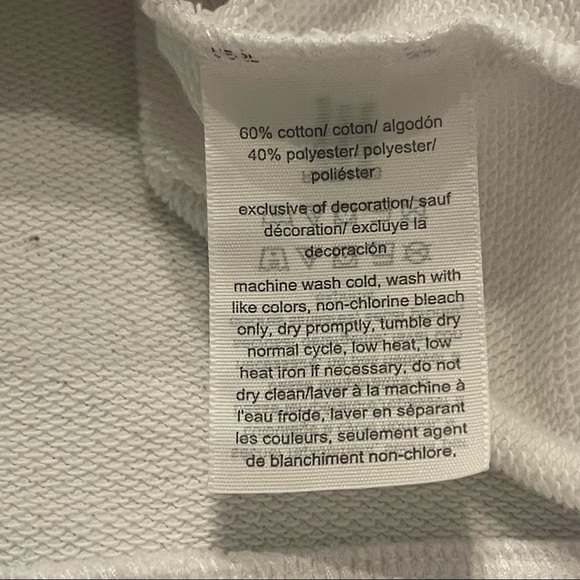 60% cotton/ coton/ algodón
40% polyester/ polyester/
poliéster
exclusive of decoration/ sauf
décoration/ excluye la
decoración
machine wash cold, wash with
like colors, non-chlorine bleach
only, dry promptly, tumble dry
normal cycle, low heat, low
heat iron if necessary, do not
dry clean/laver à la machine à
l'eau froide, laver en séparant
les couleurs, seulement agent
de blanchiment non-chlore.